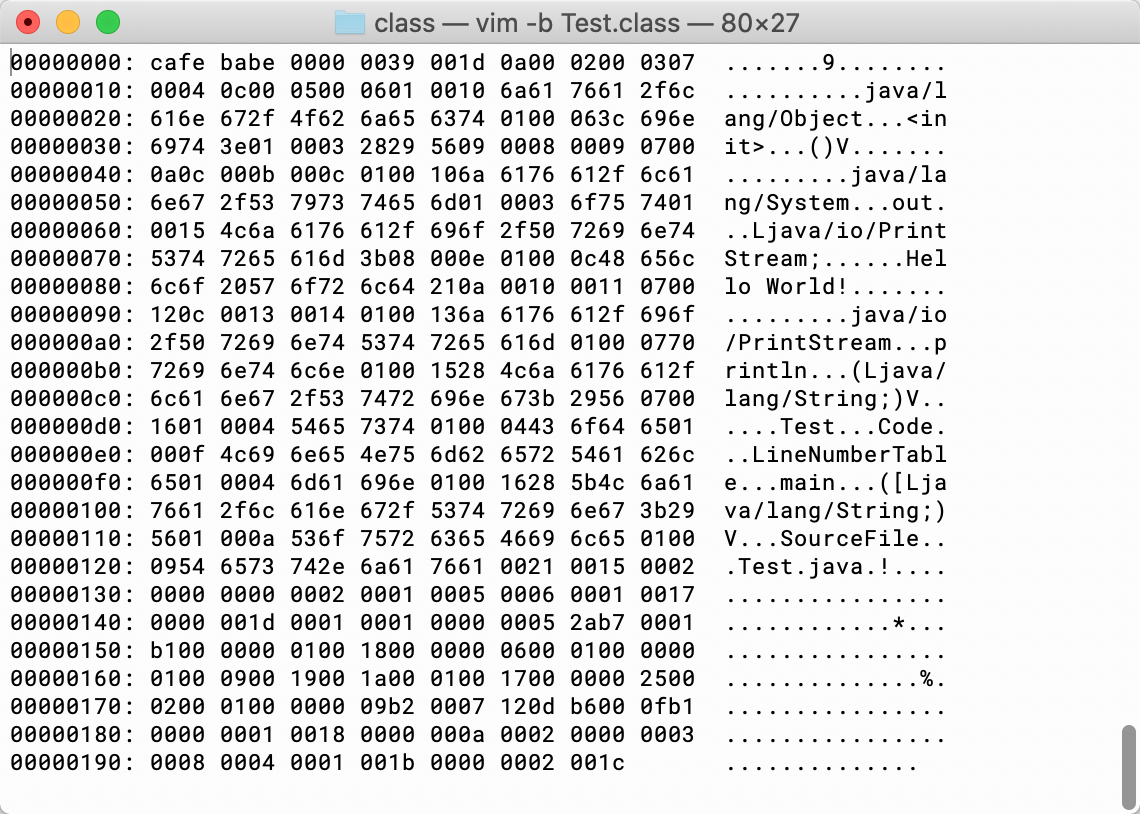 class — vim -b Test.class — 80×27
00000000: cafe babe 0000 0039 001d 0a00 0200 0307  .......9........
00000010: 0004 0c00 0500 0601 0010 6a61 7661 2f6c  ..........java/l
00000020: 616e 672f 4f62 6a65 6374 0100 063c 696e  ang/Object...<in
00000030: 6974 3e01 0003 2829 5609 0008 0009 0700  it>...()V.......
00000040: 0a0c 000b 000c 0100 106a 6176 612f 6c61  .........java/la
00000050: 6e67 2f53 7973 7465 6d01 0003 6f75 7401  ng/System...out.
00000060: 0015 4c6a 6176 612f 696f 2f50 7269 6e74  ..Ljava/io/Print
00000070: 5374 7265 616d 3b08 000e 0100 0c48 656c  Stream;......Hel
00000080: 6c6f 2057 6f72 6c64 210a 0010 0011 0700  lo World!.......
00000090: 120c 0013 0014 0100 136a 6176 612f 696f  .........java/io
000000a0: 2f50 7269 6e74 5374 7265 616d 0100 0770  /PrintStream...p
000000b0: 7269 6e74 6c6e 0100 1528 4c6a 6176 612f  rintln...(Ljava/
000000c0: 6c61 6e67 2f53 7472 696e 673b 2956 0700  lang/String;)V..
000000d0: 1601 0004 5465 7374 0100 0443 6f64 6501  ....Test...Code.
000000e0: 000f 4c69 6e65 4e75 6d62 6572 5461 626c  ..LineNumberTabl
000000f0: 6501 0004 6d61 696e 0100 1628 5b4c 6a61  e...main...([Lja
00000100: 7661 2f6c 616e 672f 5374 7269 6e67 3b29  va/lang/String;)
00000110: 5601 000a 536f 7572 6365 4669 6c65 0100  V...SourceFile..
00000120: 0954 6573 742e 6a61 7661 0021 0015 0002  .Test.java.!....
00000130: 0000 0000 0002 0001 0005 0006 0001 0017  ................
00000140: 0000 001d 0001 0001 0000 0005 2ab7 0001  ............*...
00000150: b100 0000 0100 1800 0000 0600 0100 0000  ................
00000160: 0100 0900 1900 1a00 0100 1700 0000 2500  ..............%.
00000170: 0200 0100 0000 09b2 0007 120d b600 0fb1  ................
00000180: 0000 0001 0018 0000 000a 0002 0000 0003  ................
00000190: 0008 0004 0001 001b 0000 0002 001c       ..............